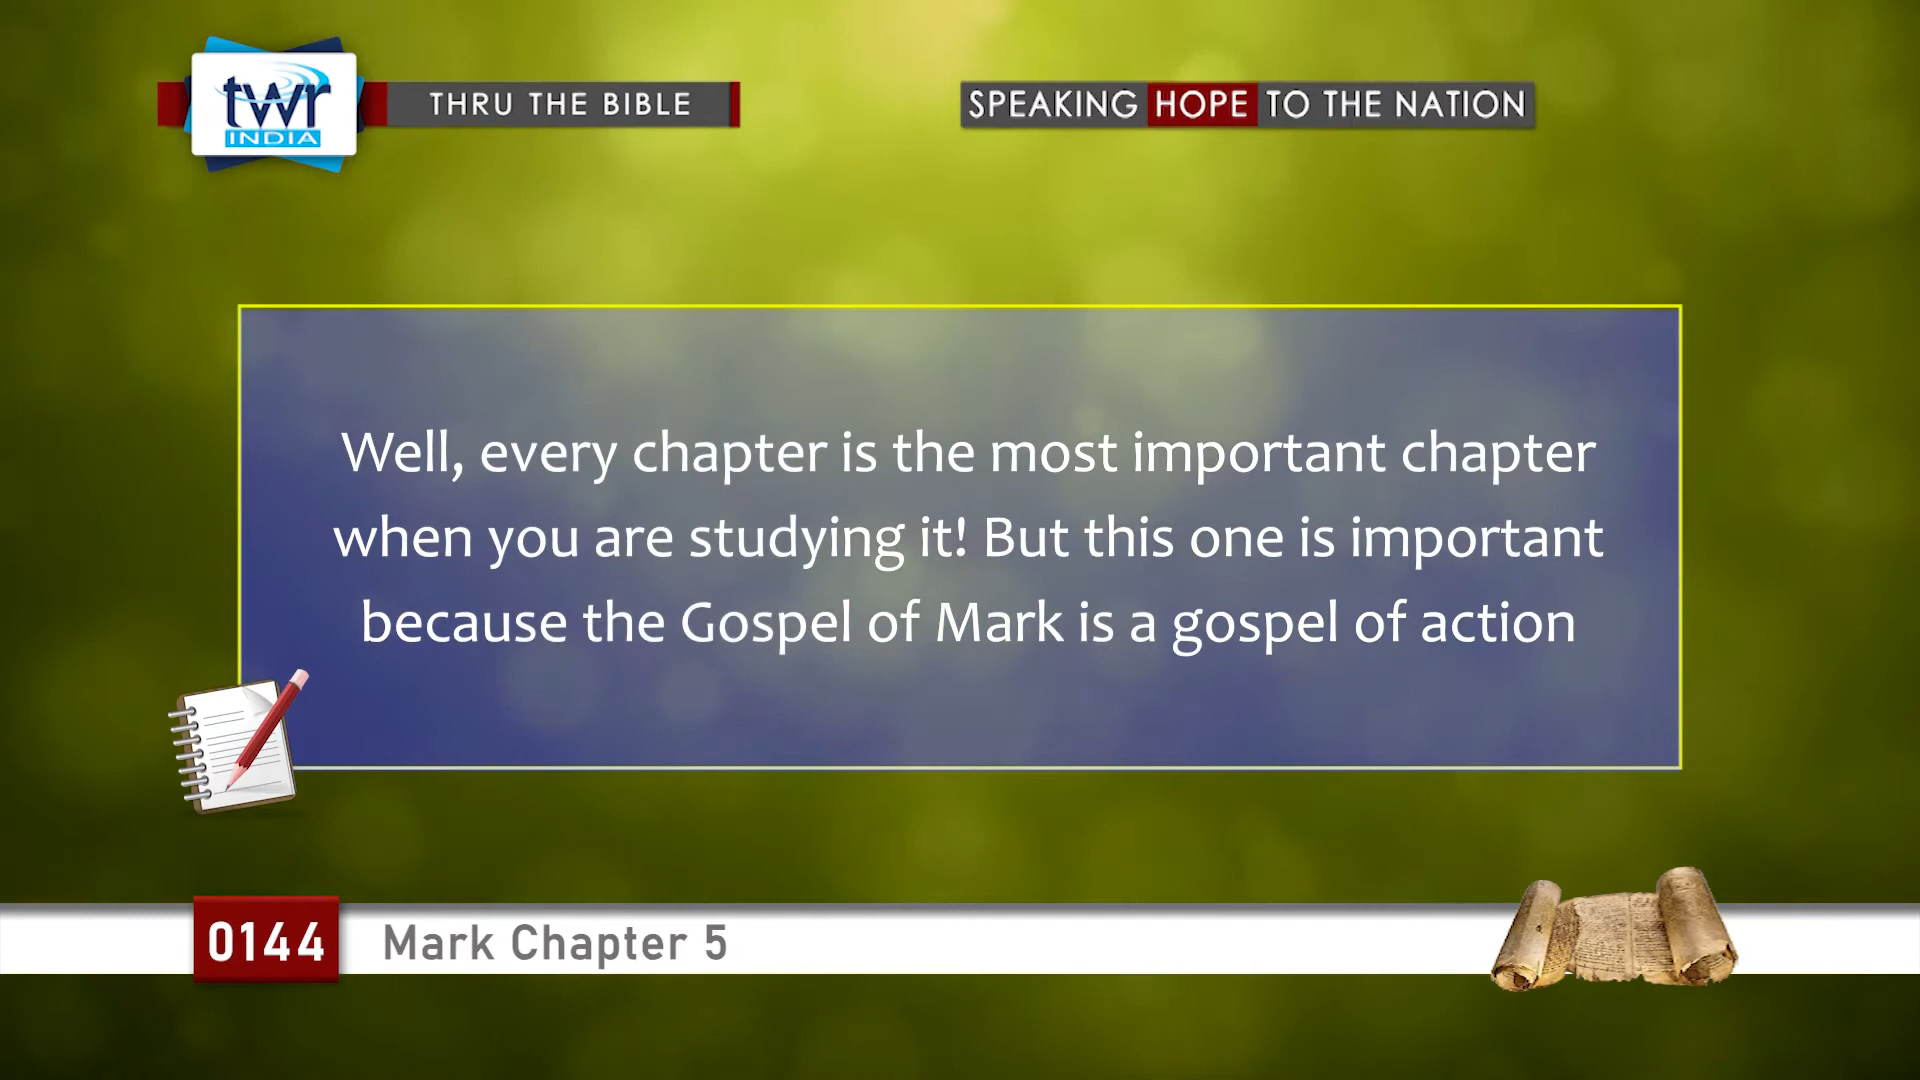 twr
INDIA
THRU THE BIBLE
SPEAKING HOPE TO THE NATION
Well, every chapter is the most important chapter
when you are studying it! But this one is important
because the Gospel of Mark is a gospel of action
0144
Mark Chapter 5